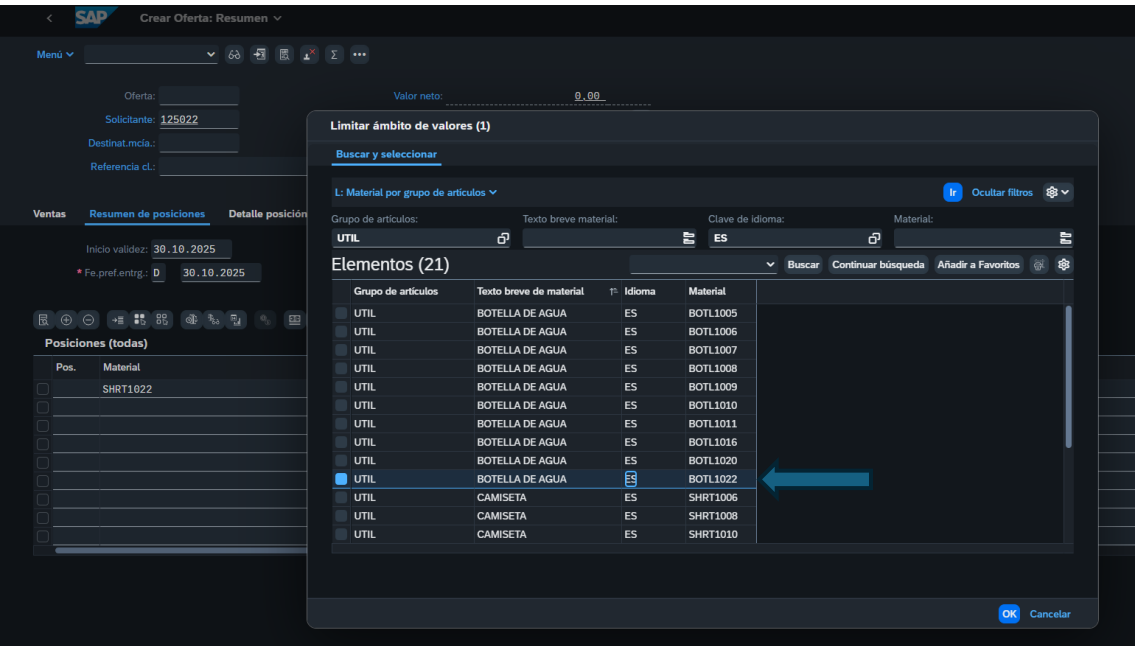 SAP Crear Oferta: Resumen
Menú
Oferta:
Valor neto: 0.00
Solicitante: 125022
Destinat.mcía.:
Referencia cl.:
Ventas Resumen de posiciones Detalle posición
Inicio validez: 30.10.2025
* Fe.pref.entrg.: D 30.10.2025
Posiciones (todas)
Pos. Material
SHRT1022
Limitar ámbito de valores (1)
Buscar y seleccionar
L: Material por grupo de artículos Ir Ocultar filtros
Grupo de artículos: Texto breve material: Clave de idioma: Material:
UTIL ES
Elementos (21) Buscar Continuar búsqueda Añadir a Favoritos
Grupo de artículos Texto breve de material Idioma Material
UTIL BOTELLA DE AGUA ES BOTL1005
UTIL BOTELLA DE AGUA ES BOTL1006
UTIL BOTELLA DE AGUA ES BOTL1007
UTIL BOTELLA DE AGUA ES BOTL1008
UTIL BOTELLA DE AGUA ES BOTL1009
UTIL BOTELLA DE AGUA ES BOTL1010
UTIL BOTELLA DE AGUA ES BOTL1011
UTIL BOTELLA DE AGUA ES BOTL1016
UTIL BOTELLA DE AGUA ES BOTL1020
UTIL BOTELLA DE AGUA ES BOTL1022
UTIL CAMISETA ES SHRT1006
UTIL CAMISETA ES SHRT1008
UTIL CAMISETA ES SHRT1010
OK Cancelar